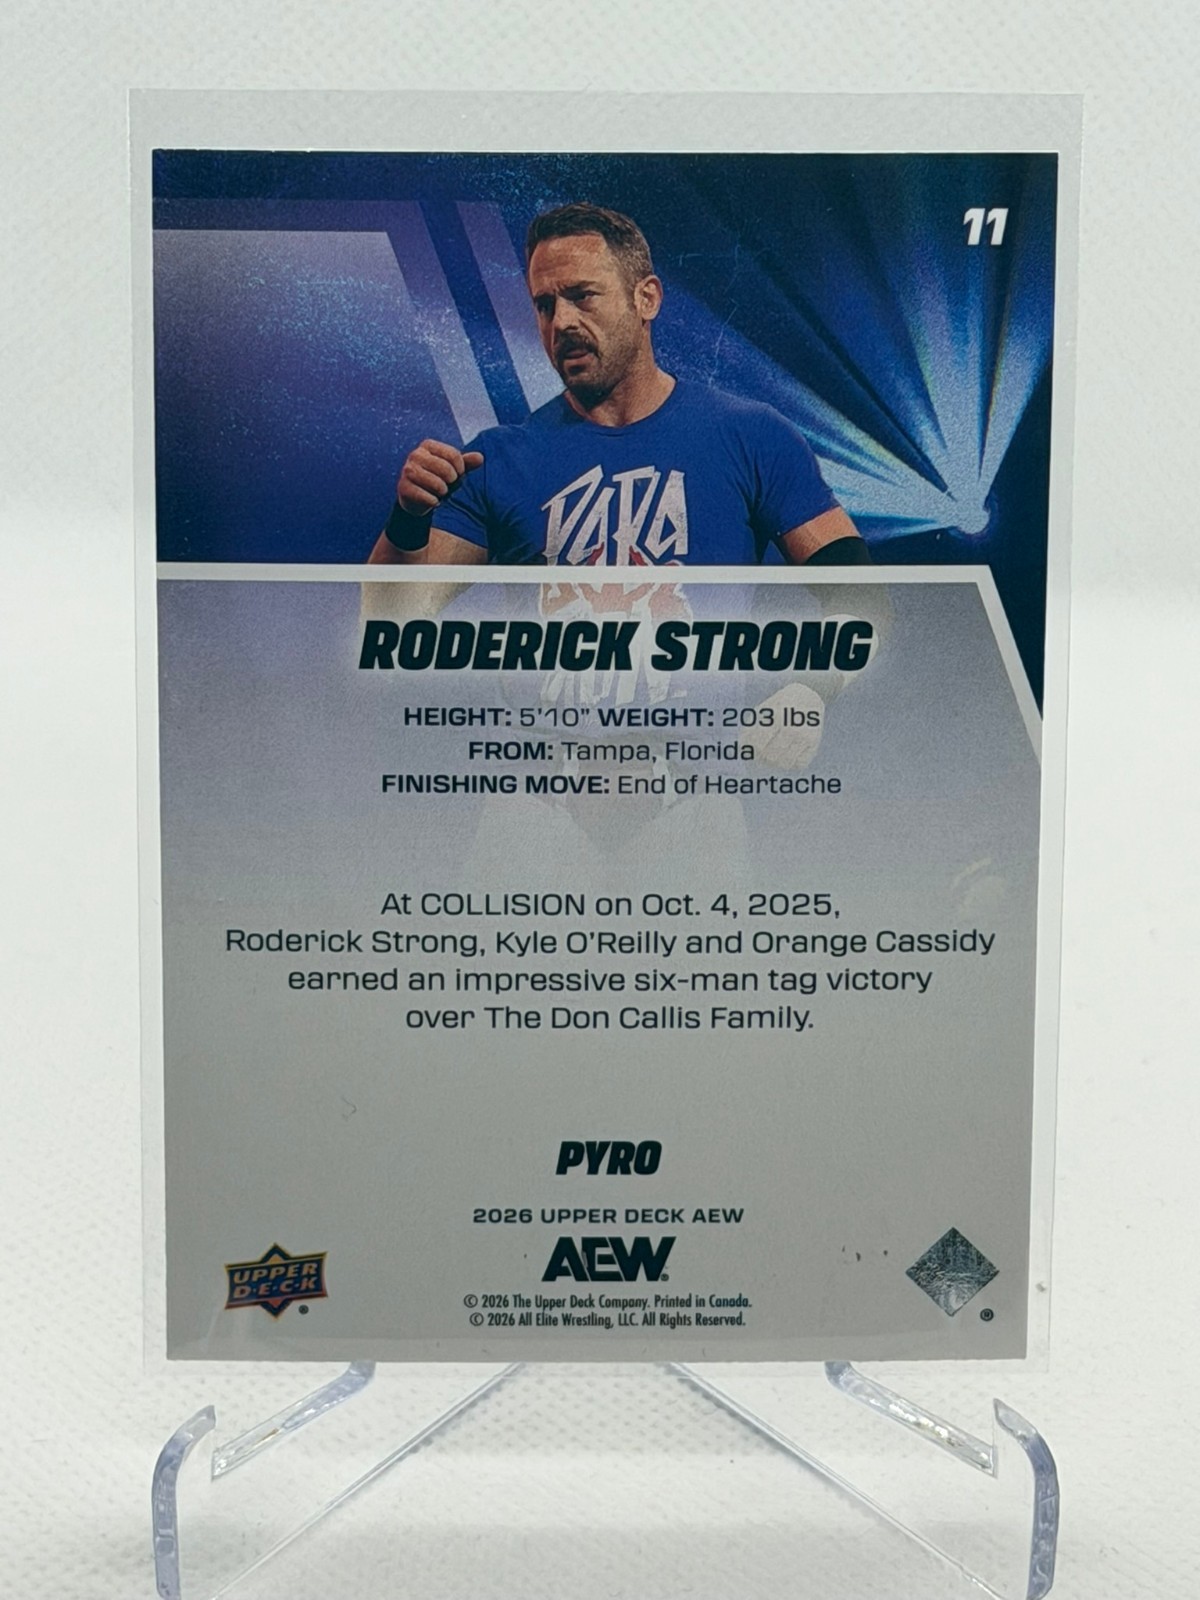 11
PARA
RODERICK STRONG
HEIGHT: 5'10" WEIGHT: 203 lbs
FROM: Tampa, Florida
FINISHING MOVE: End of Heartache
At COLLISION on Oct. 4, 2025,
Roderick Strong, Kyle O'Reilly and Orange Cassidy
earned an impressive six-man tag victory
over The Don Callis Family.
PYRO
2026 UPPER DECK AEW
UPPER
D·E·C·K
®
AEW
®
© 2026 The Upper Deck Company. Printed in Canada.
© 2026 All Elite Wrestling, LLC. All Rights Reserved.